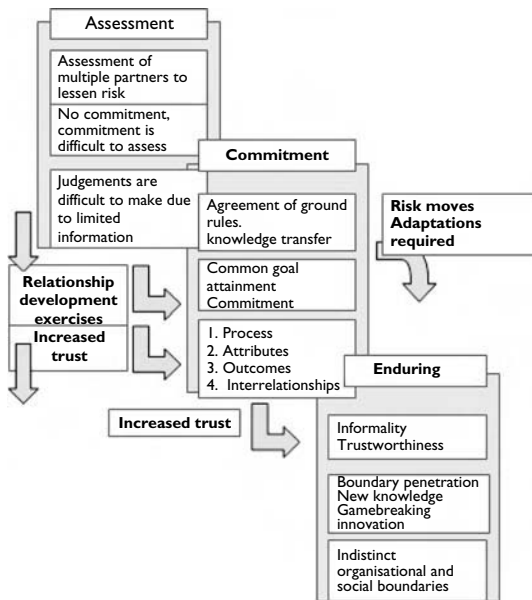 Assessment
Assessment of
multiple partners to
lessen risk
No commitment,
commitment is
difficult to assess
Judgements are
difficult to make due
to limited
information
Relationship
development
exercises
Increased trust
Commitment
Agreement of ground
rules.
knowledge transfer
Common goal
attainment
Commitment
1. Process
2. Attributes
3. Outcomes
4. Interrelationships
Risk moves
Adaptations
required
Increased trust
Enduring
Informality
Trustworthiness
Boundary penetration
New knowledge
Gamebreaking
innovation
Indistinct
organisational and
social boundaries